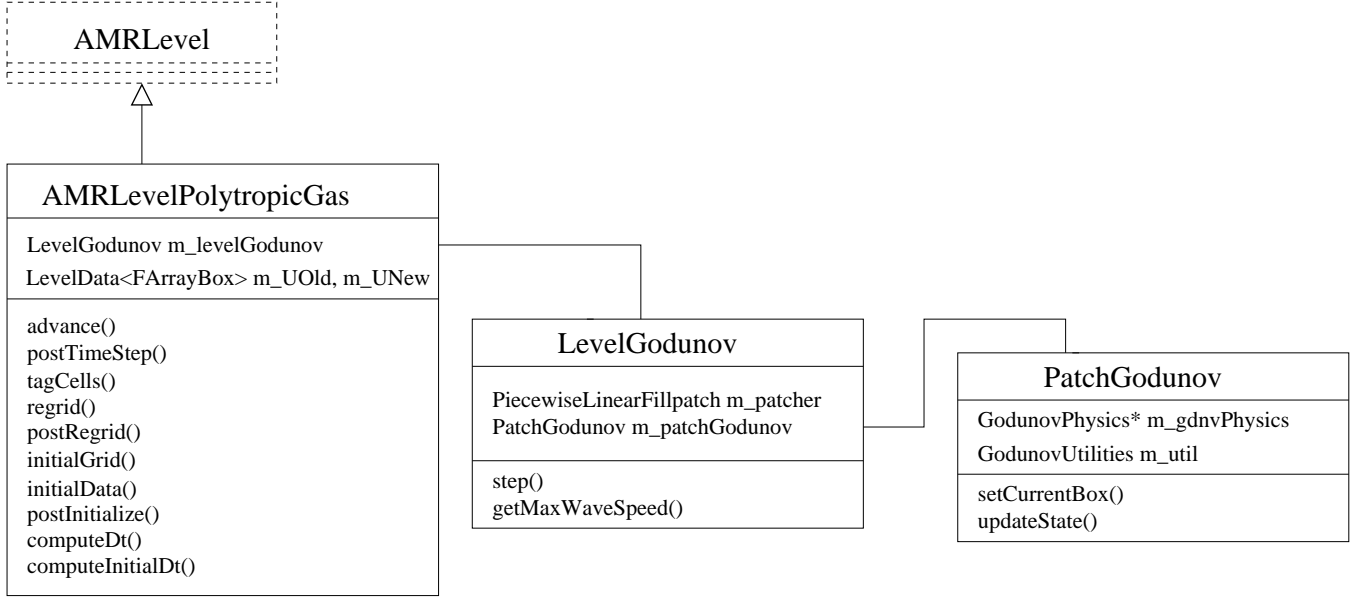 AMRLevel
AMRLevelPolytropicGas
LevelGodunov m_levelGodunov
LevelData<FArrayBox> m_UOld, m_UNew
advance()
postTimeStep()
tagCells()
regrid()
postRegrid()
initialGrid()
initialData()
postInitialize()
computeDt()
computeInitialDt()
LevelGodunov
PiecewiseLinearFillpatch m_patcher
PatchGodunov m_patchGodunov
step()
getMaxWaveSpeed()
PatchGodunov
GodunovPhysics* m_gdnvPhysics
GodunovUtilities m_util
setCurrentBox()
updateState()